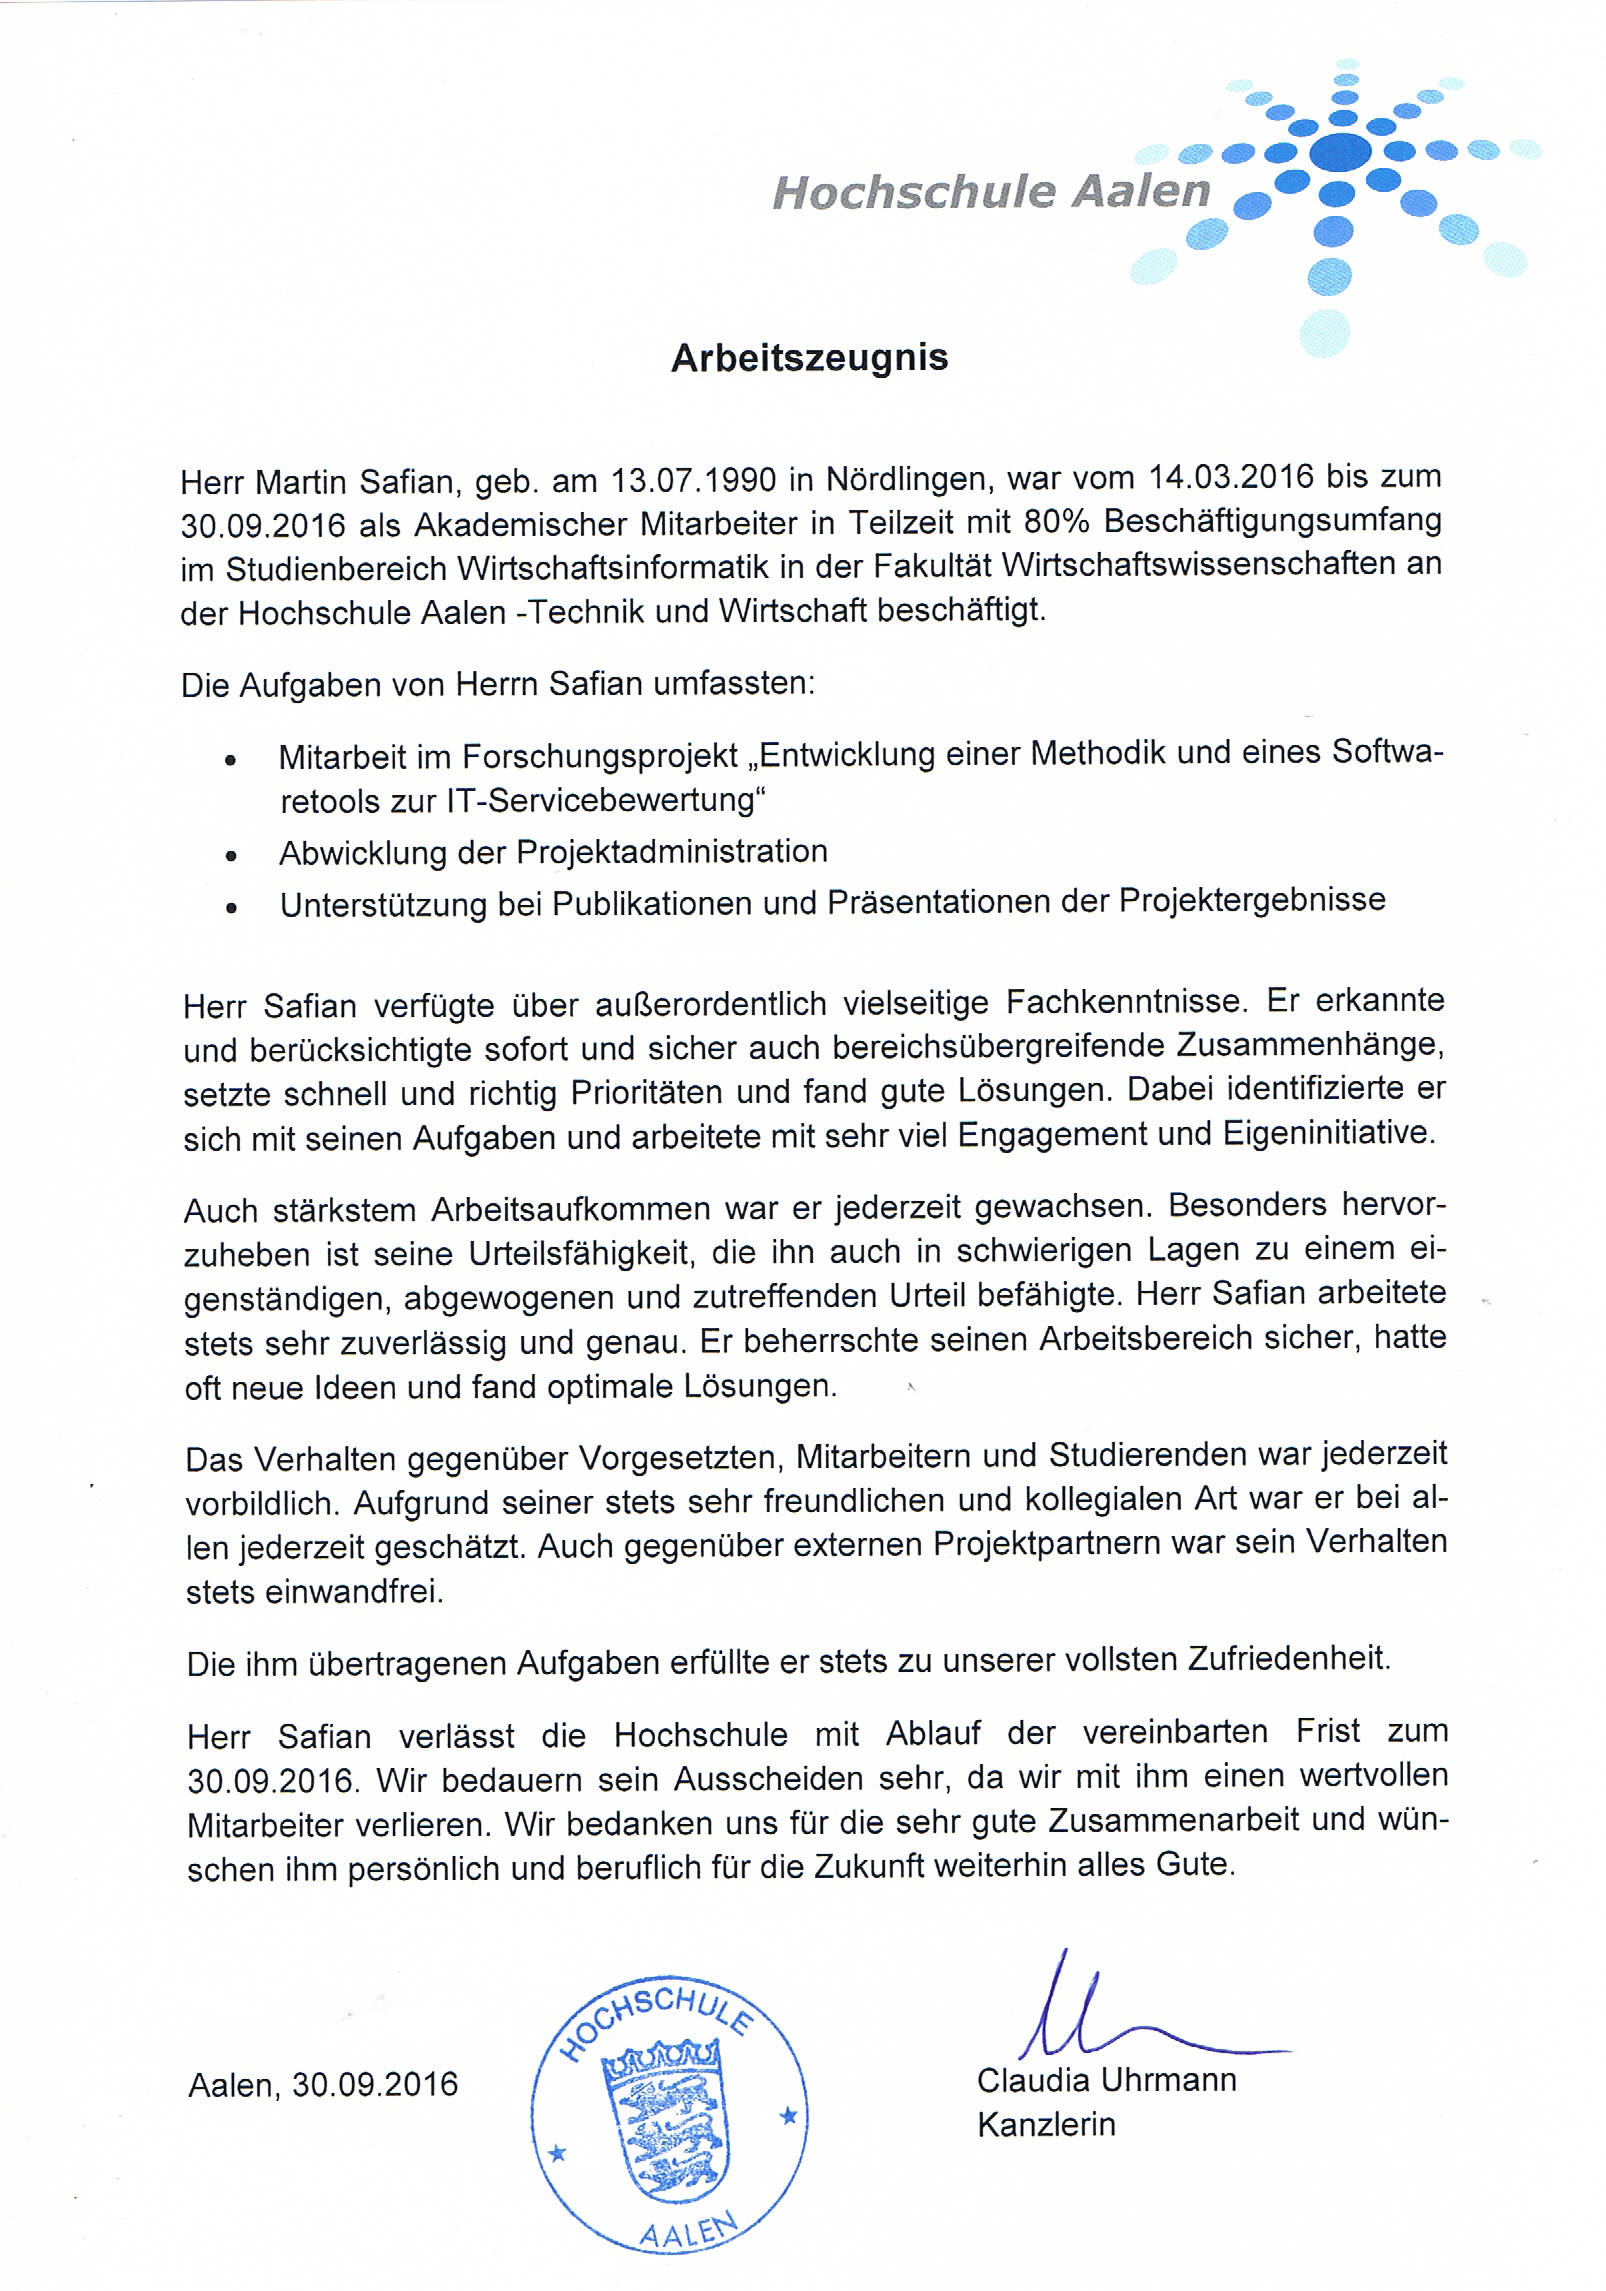 Hochschule Aalen
Arbeitszeugnis
Herr Martin Safian, geb. am 13.07.1990 in Nördlingen, war vom 14.03.2016 bis zum
30.09.2016 als Akademischer Mitarbeiter in Teilzeit mit 80% Beschäftigungsumfang
im Studienbereich Wirtschaftsinformatik in der Fakultät Wirtschaftswissenschaften an
der Hochschule Aalen -Technik und Wirtschaft beschäftigt.
Die Aufgaben von Herrn Safian umfassten:
• Mitarbeit im Forschungsprojekt „Entwicklung einer Methodik und eines Softwa-
retools zur IT-Servicebewertung“
• Abwicklung der Projektadministration
• Unterstützung bei Publikationen und Präsentationen der Projektergebnisse
Herr Safian verfügte über außerordentlich vielseitige Fachkenntnisse. Er erkannte
und berücksichtigte sofort und sicher auch bereichsübergreifende Zusammenhänge,
setzte schnell und richtig Prioritäten und fand gute Lösungen. Dabei identifizierte er
sich mit seinen Aufgaben und arbeitete mit sehr viel Engagement und Eigeninitiative.
Auch stärkstem Arbeitsaufkommen war er jederzeit gewachsen. Besonders hervor-
zuheben ist seine Urteilsfähigkeit, die ihn auch in schwierigen Lagen zu einem ei-
genständigen, abgewogenen und zutreffenden Urteil befähigte. Herr Safian arbeitete
stets sehr zuverlässig und genau. Er beherrschte seinen Arbeitsbereich sicher, hatte
oft neue Ideen und fand optimale Lösungen.
Das Verhalten gegenüber Vorgesetzten, Mitarbeitern und Studierenden war jederzeit
vorbildlich. Aufgrund seiner stets sehr freundlichen und kollegialen Art war er bei al-
len jederzeit geschätzt. Auch gegenüber externen Projektpartnern war sein Verhalten
stets einwandfrei.
Die ihm übertragenen Aufgaben erfüllte er stets zu unserer vollsten Zufriedenheit.
Herr Safian verlässt die Hochschule mit Ablauf der vereinbarten Frist zum
30.09.2016. Wir bedauern sein Ausscheiden sehr, da wir mit ihm einen wertvollen
Mitarbeiter verlieren. Wir bedanken uns für die sehr gute Zusammenarbeit und wün-
schen ihm persönlich und beruflich für die Zukunft weiterhin alles Gute.
Aalen, 30.09.2016
HOCHSCHULE
AALEN
Claudia Uhrmann
Kanzlerin